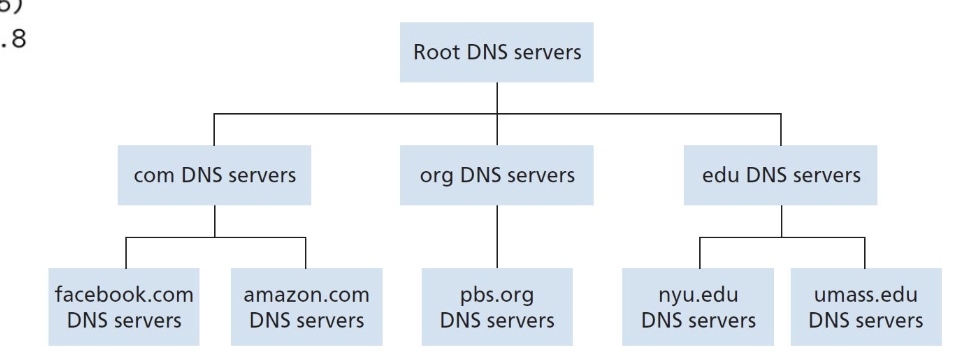 .8
Root DNS servers
com DNS servers
org DNS servers
edu DNS servers
facebook.com
DNS servers
amazon.com
DNS servers
pbs.org
DNS servers
nyu.edu
DNS servers
umass.edu
DNS servers